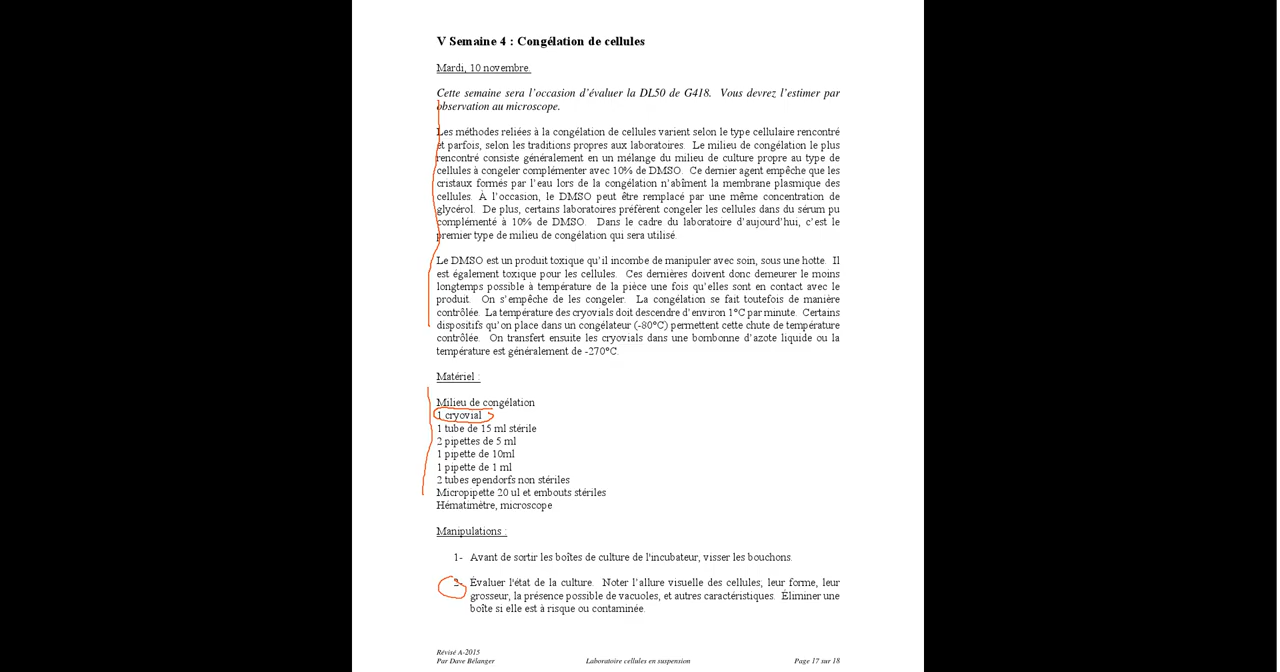 V Semaine 4 : Congélation de cellules
Mardi, 10 novembre.
Cette semaine sera l'occasion d'évaluer la DL50 de G418. Vous devrez l'estimer par
observation au microscope.
Les méthodes reliées à la congélation de cellules varient selon le type cellulaire rencontré
et parfois, selon les traditions propres aux laboratoires. Le milieu de congélation le plus
rencontré consiste généralement en un mélange du milieu de culture propre au type de
cellules à congeler complémenter avec 10% de DMSO. Ce dernier agent empêche que les
cristaux formés par l'eau lors de la congélation n'abîment la membrane plasmique des
cellules. À l'occasion, le DMSO peut être remplacé par une même concentration de
glycérol. De plus, certains laboratoires préfèrent congeler les cellules dans du sérum pu
complémenté à 10% de DMSO. Dans le cadre du laboratoire d'aujourd'hui, c'est le
premier type de milieu de congélation qui sera utilisé.
Le DMSO est un produit toxique qu'il incombe de manipuler avec soin, sous une hotte. Il
est également toxique pour les cellules. Ces dernières doivent donc demeurer le moins
longtemps possible à température de la pièce une fois qu'elles sont en contact avec le
produit. On s'empêche de les congeler. La congélation se fait toutefois de manière
contrôlée. La température des cryovials doit descendre d'environ 1°C par minute. Certains
dispositifs qu'on place dans un congélateur (-80°C) permettent cette chute de température
contrôlée. On transfert ensuite les cryovials dans une bombonne d'azote liquide ou la
température est généralement de -270°C.
Matériel :
Milieu de congélation
1 cryovial
1 tube de 15 ml stérile
2 pipettes de 5 ml
1 pipette de 10ml
1 pipette de 1 ml
2 tubes ependorfs non stériles
Micropipette 20 ul et embouts stériles
Hématimètre, microscope
Manipulations :
1- Avant de sortir les boîtes de culture de l'incubateur, visser les bouchons.
2- Évaluer l'état de la culture. Noter l'allure visuelle des cellules; leur forme, leur
grosseur, la présence possible de vacuoles, et autres caractéristiques. Éliminer une
boîte si elle est à risque ou contaminée.
Révisé A-2015
Par Dave Bélanger Laboratoire cellules en suspension Page 17 sur 18